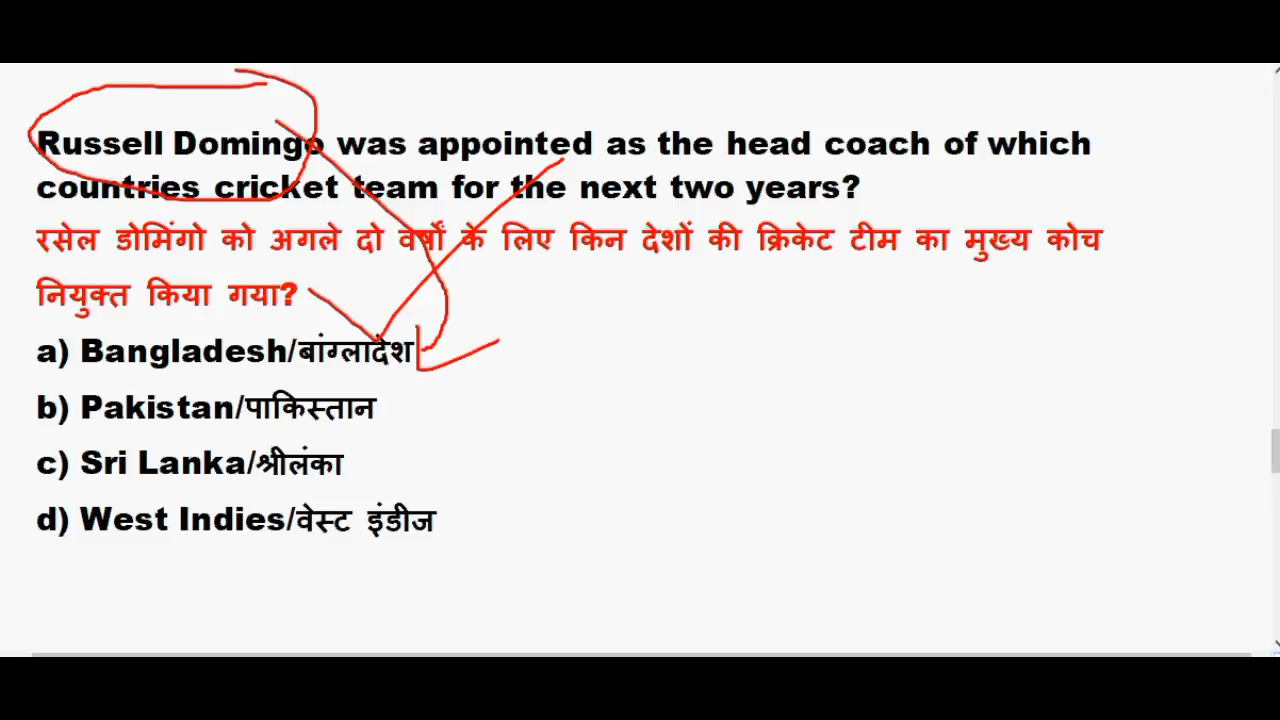 Russell Domingo was appointed as the head coach of which
countries cricket team for the next two years?
रसेल डोमिंगो को अगले दो वर्षों के लिए किन देशों की क्रिकेट टीम का मुख्य कोच
नियुक्त किया गया?
a) Bangladesh/बांग्लादेश
b) Pakistan/पाकिस्तान
c) Sri Lanka/श्रीलंका
d) West Indies/वेस्ट इंडीज